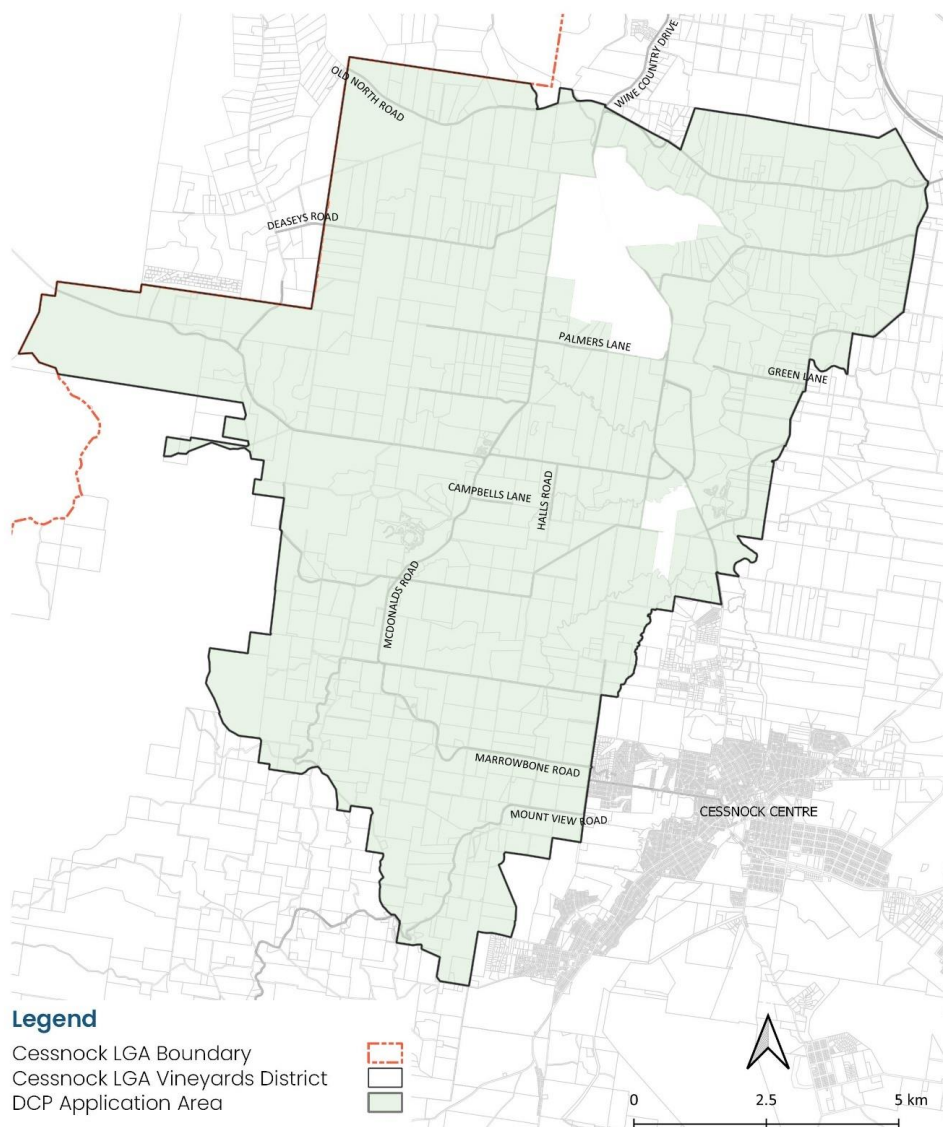 OLD NORTH ROAD
WINE COUNTRY DRIVE
DEASEYS ROAD
PALMERS LANE
GREEN LANE
CAMPBELLS LANE
HALLS ROAD
MCDONALDS ROAD
MARROWBONE ROAD
MOUNT VIEW ROAD
CESSNOCK CENTRE
Legend
Cessnock LGA Boundary
Cessnock LGA Vineyards District
DCP Application Area
0 2.5 5 km